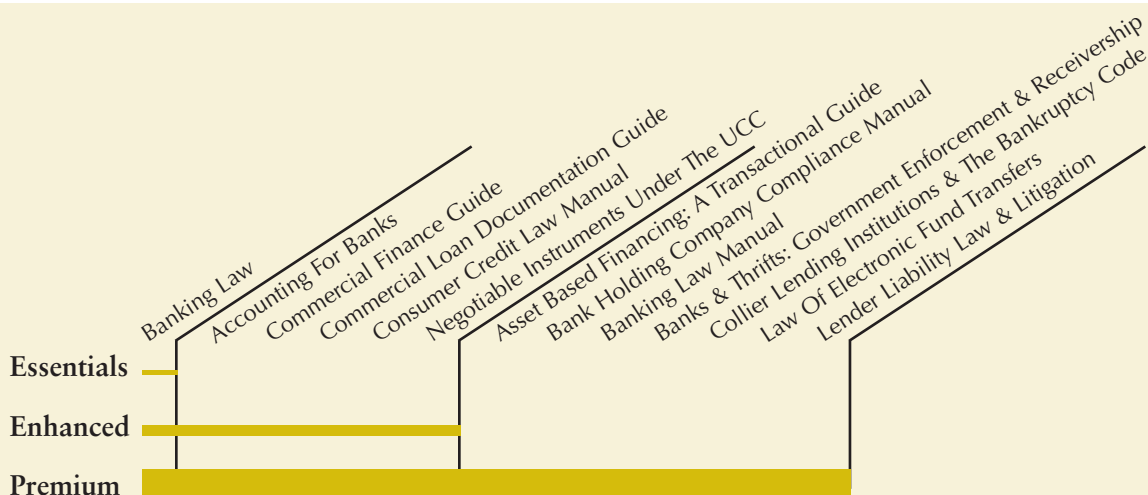 Banking Law
Accounting For Banks
Commercial Finance Guide
Commercial Loan Documentation Guide
Consumer Credit Law Manual
Negotiable Instruments Under The UCC
Asset Based Financing: A Transactional Guide
Bank Holding Company Compliance Manual
Banking Law Manual
Banks & Thrifts: Government Enforcement & Receivership
Collier Lending Institutions & The Bankruptcy Code
Law Of Electronic Fund Transfers
Lender Liability Law & Litigation
Essentials
Enhanced
Premium